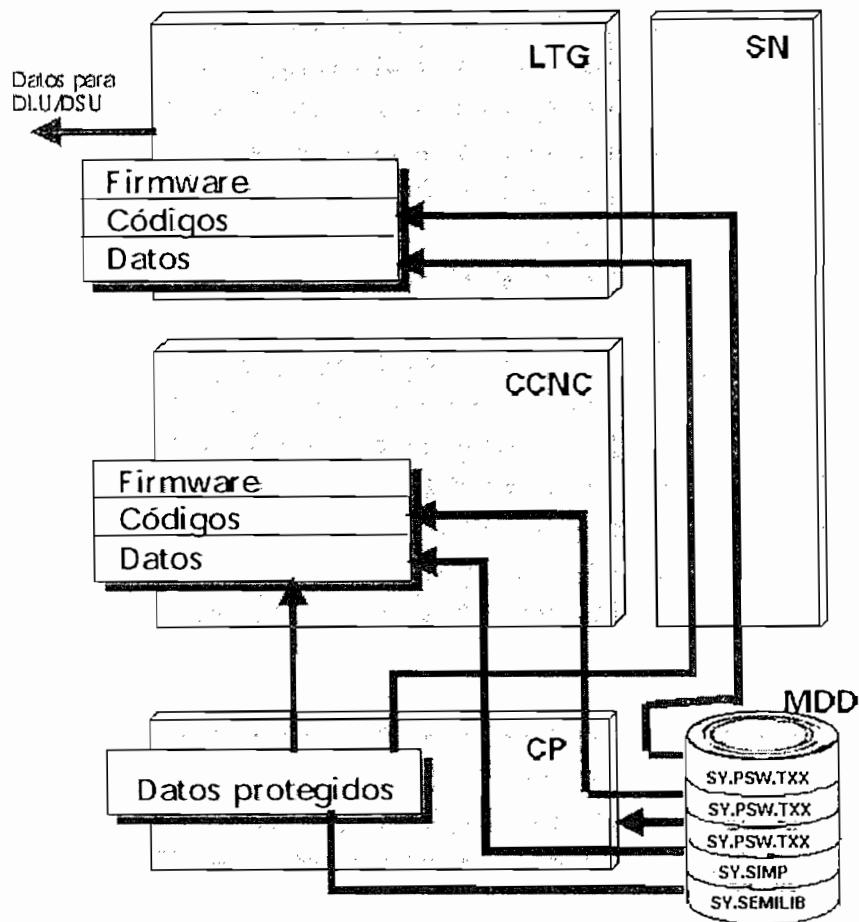 LTG
SN
Datos para
DLU/DSU
Firmware
Códigos
Datos
CCNC
Firmware
Códigos
Datos
MDD
CP
Datos protegidos
SY.PSW.TXX
SY.PSW.TXX
SY.PSW.TXX
SY.SIMP
SY.SEMILIB